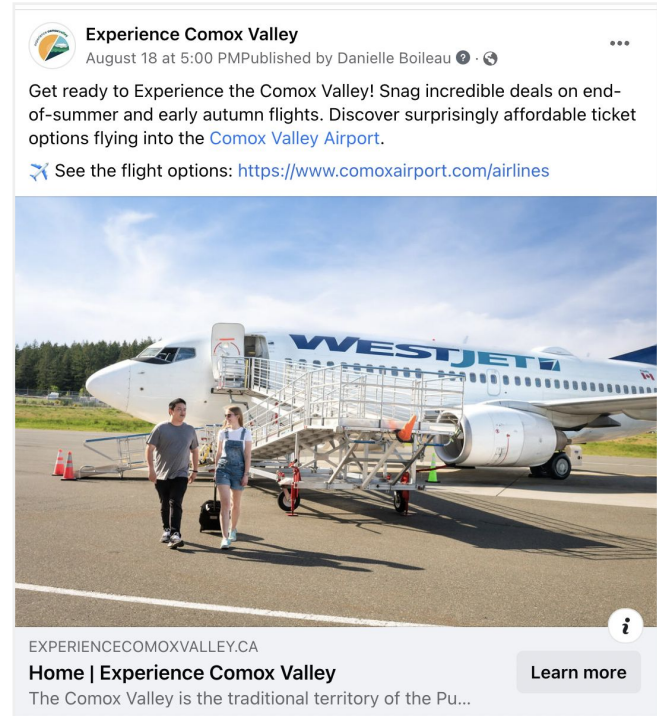 Experience Comox Valley
August 18 at 5:00 PMPublished by Danielle Boileau
Get ready to Experience the Comox Valley! Snag incredible deals on end-
of-summer and early autumn flights. Discover surprisingly affordable ticket
options flying into the Comox Valley Airport.
See the flight options: https://www.comoxairport.com/airlines
WESTJET
EXPERIENCECOMOXVALLEY.CA
Home | Experience Comox Valley
The Comox Valley is the traditional territory of the Pu...
Learn more